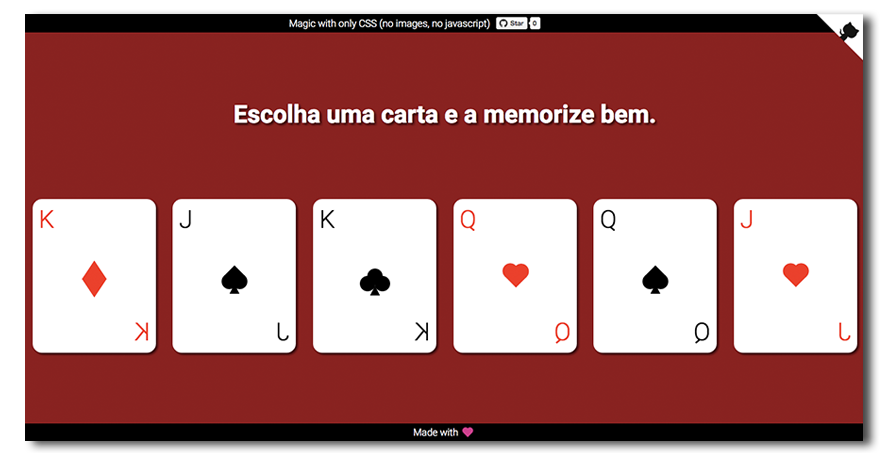 Magic with only CSS (no images, no javascript) Star 0
Escolha uma carta e a memorize bem.
K J K Q Q J
K J K Q Q J
Made with